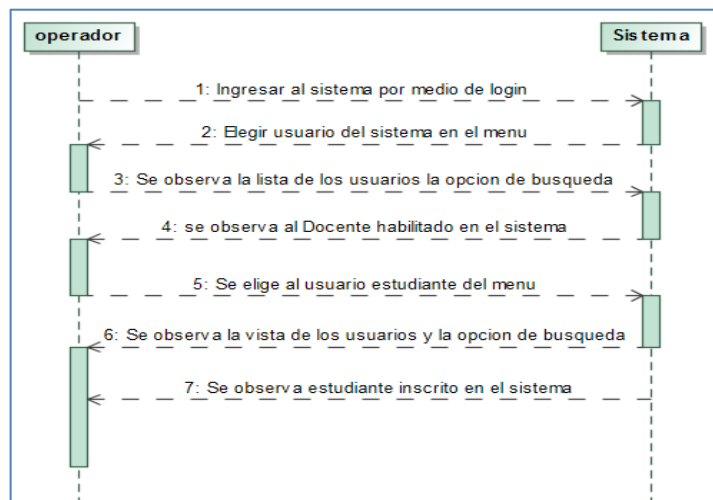 operador
Sistema
1: Ingresar al sistema por medio de login
2: Elegir usuario del sistema en el menu
3: Se observa la lista de los usuarios la opcion de busqueda
4: se observa al Docente habilitado en el sistema
5: Se elige al usuario estudiante del menu
6: Se observa la vista de los usuarios y la opcion de busqueda
7: Se observa estudiante inscrito en el sistema